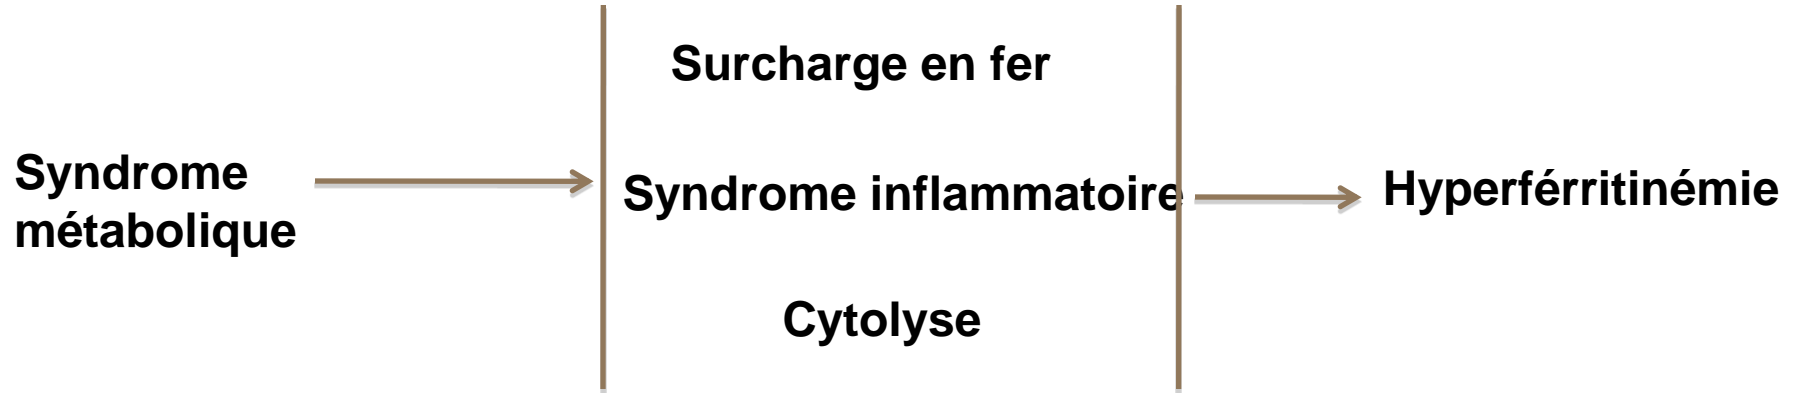 Surcharge en fer
Syndrome
métabolique
Syndrome inflammatoire
Hyperférritinémie
Cytolyse